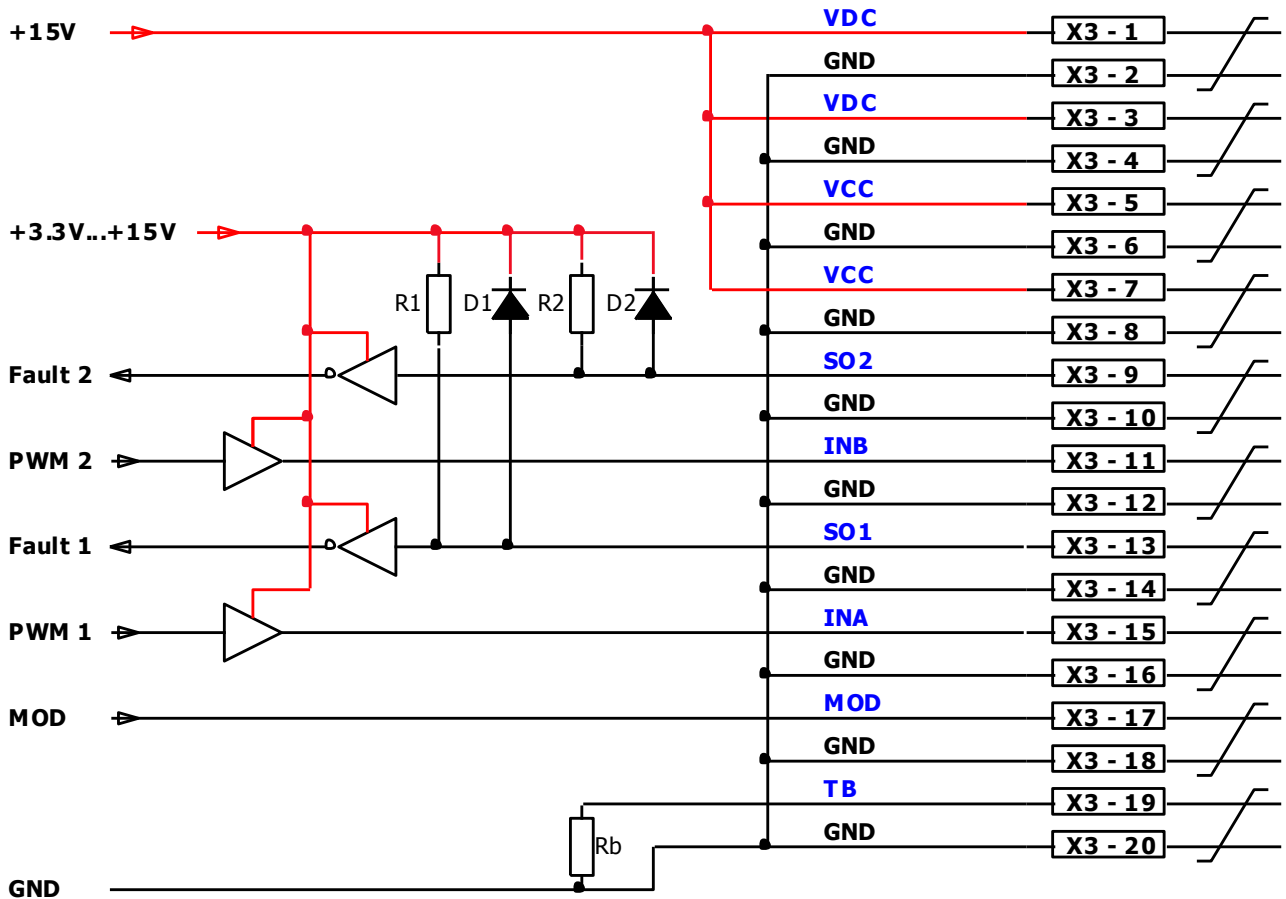 +15V VDC X3 - 1
GND X3 - 2
VDC X3 - 3
GND X3 - 4
VCC X3 - 5
+3.3V...+15V GND X3 - 6
VCC X3 - 7
R1 D1 R2 D2
GND X3 - 8
Fault 2 SO2 X3 - 9
GND X3 - 10
PWM 2 INB X3 - 11
GND X3 - 12
Fault 1 SO1 X3 - 13
GND X3 - 14
PWM 1 INA X3 - 15
GND X3 - 16
MOD MOD X3 - 17
GND X3 - 18
TB X3 - 19
Rb GND X3 - 20
GND